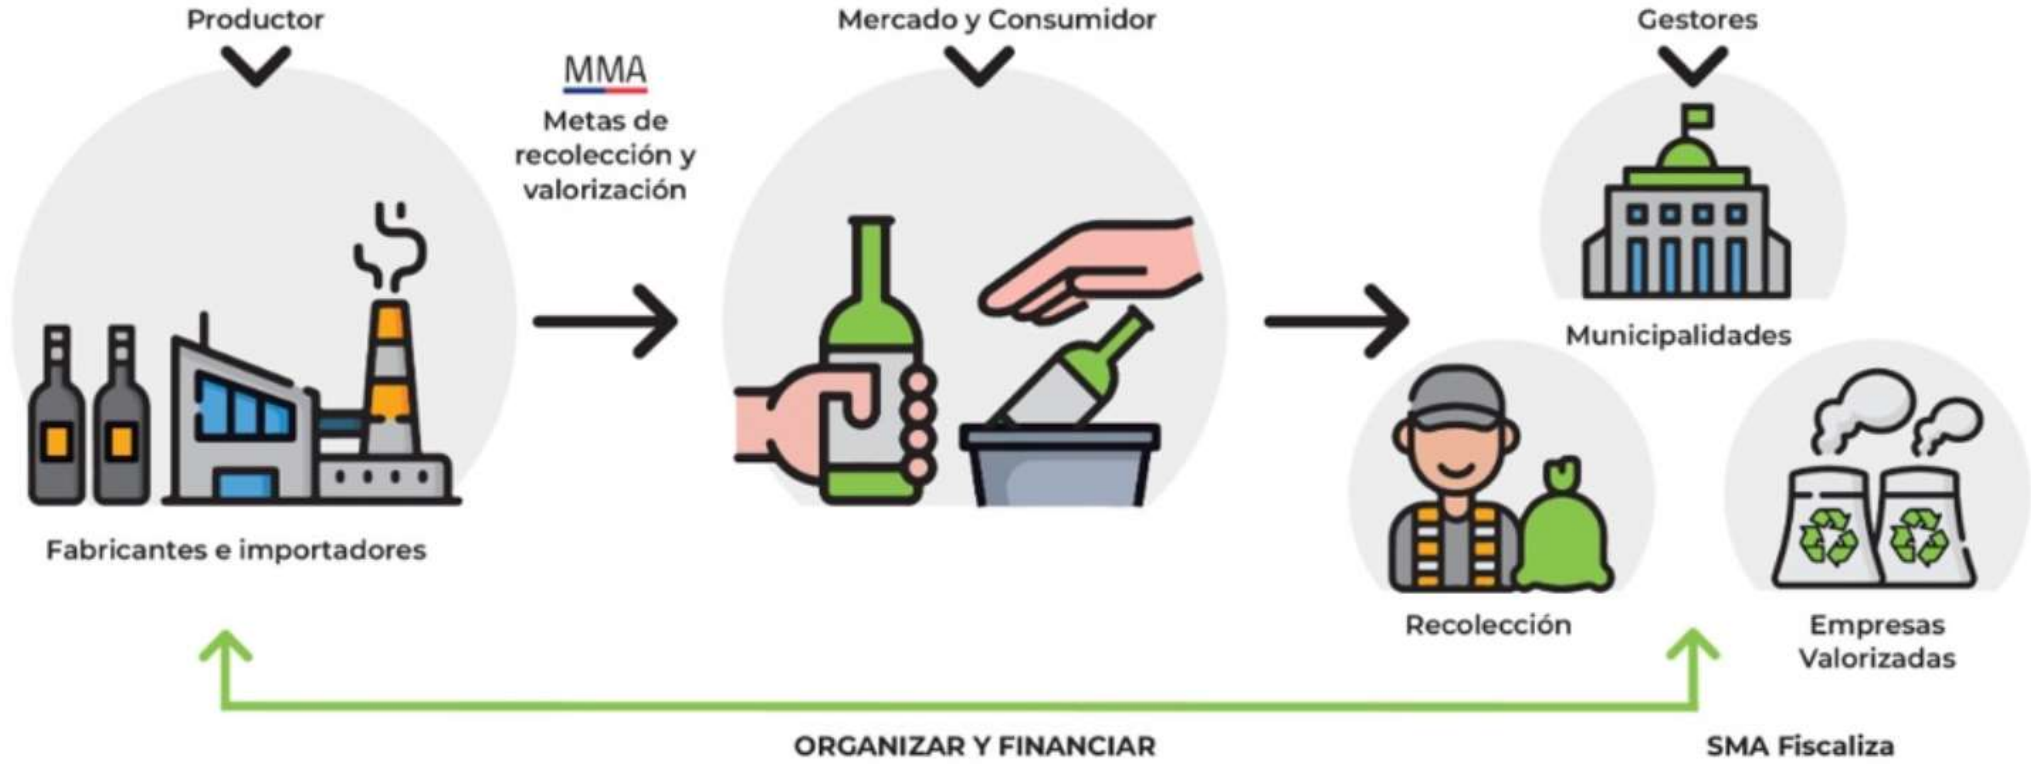 Productor
Mercado y Consumidor
Gestores
MMA
Metas de
recolección y
valorización
Municipalidades
Fabricantes e importadores
Recolección
Empresas
Valorizadas
ORGANIZAR Y FINANCIAR
SMA Fiscaliza